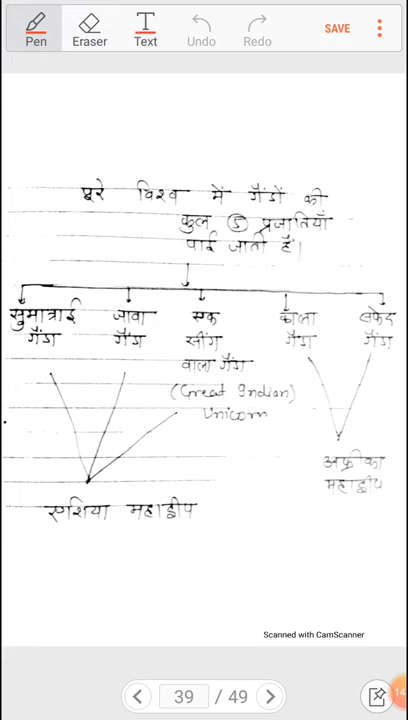 Pen Eraser Text Undo Redo SAVE
पूरे विश्व में गैंडों की
कुल ⑤ प्रजातियाँ
पाई जाती हैं।
सुमात्राई जावा एक काला सफेद
गैंडा गैंडा सींग गैंडा गैंडा
वाला गैंडा
(Great Indian)
Unicorn
अफ्रीका
महाद्वीप
एशिया महाद्वीप
Scanned with CamScanner
39 / 49
14